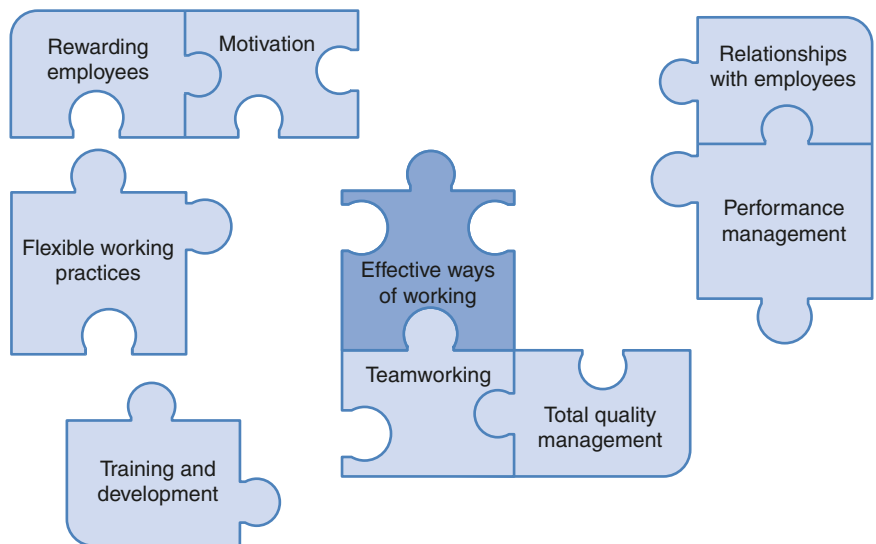 Rewarding
employees
Motivation
Relationships
with employees
Flexible working
practices
Performance
management
Effective ways
of working
Teamworking
Total quality
management
Training and
development